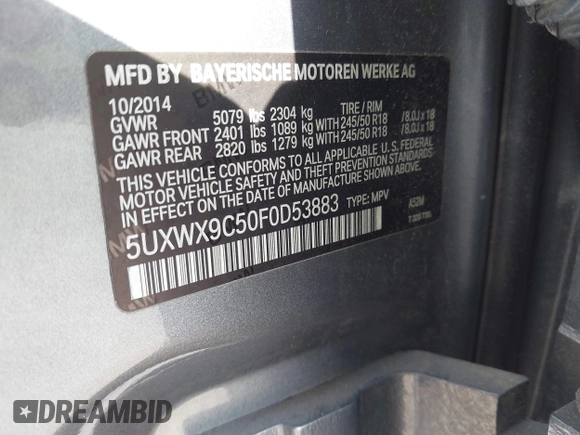 MFD BY BAYERISCHE MOTOREN WERKE AG
10/2014 TIRE / RIM
GVWR 5079 lbs 2304 kg
GAWR FRONT 2401 lbs 1089 kg WITH 245/50 R18 / 8.0J x 18
GAWR REAR 2820 lbs 1279 kg WITH 245/50 R18 / 8.0J x 18
THIS VEHICLE CONFORMS TO ALL APPLICABLE U.S. FEDERAL
MOTOR VEHICLE SAFETY AND THEFT PREVENTION STANDARDS
IN EFFECT ON THE DATE OF MANUFACTURE SHOWN ABOVE.
5UXWX9C50F0D53883 TYPE: MPV A52M
DREAMBID